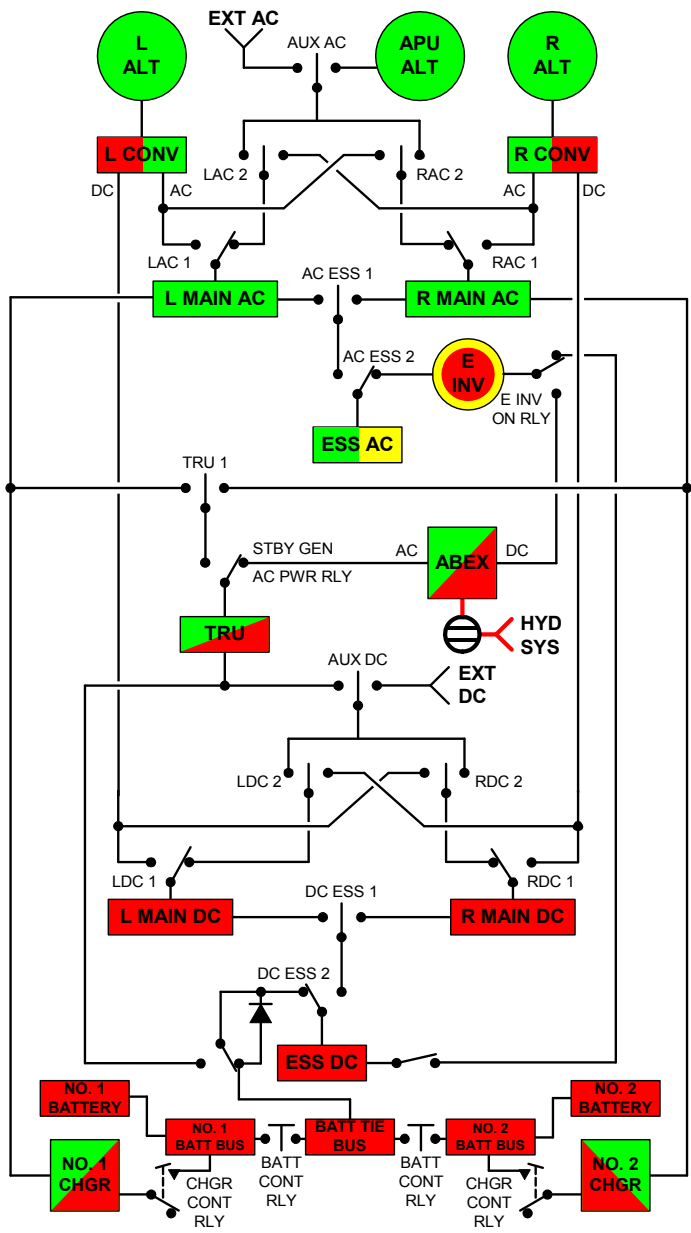 EXT AC
L
ALT
AUX AC
APU
ALT
R
ALT
L CONV
R CONV
DC
AC
LAC 2
RAC 2
AC
DC
LAC 1
RAC 1
AC ESS 1
L MAIN AC
R MAIN AC
AC ESS 2
E
INV
E INV
ON RLY
ESS AC
TRU 1
STBY GEN
AC PWR RLY
AC
ABEX
DC
TRU
HYD
SYS
AUX DC
EXT
DC
LDC 2
RDC 2
LDC 1
RDC 1
DC ESS 1
L MAIN DC
R MAIN DC
DC ESS 2
ESS DC
NO. 1
BATTERY
NO. 2
BATTERY
NO. 1
BATT BUS
BATT TIE
BUS
NO. 2
BATT BUS
NO. 1
CHGR
CHGR
CONT
RLY
BATT
CONT
RLY
BATT
CONT
RLY
CHGR
CONT
RLY
NO. 2
CHGR